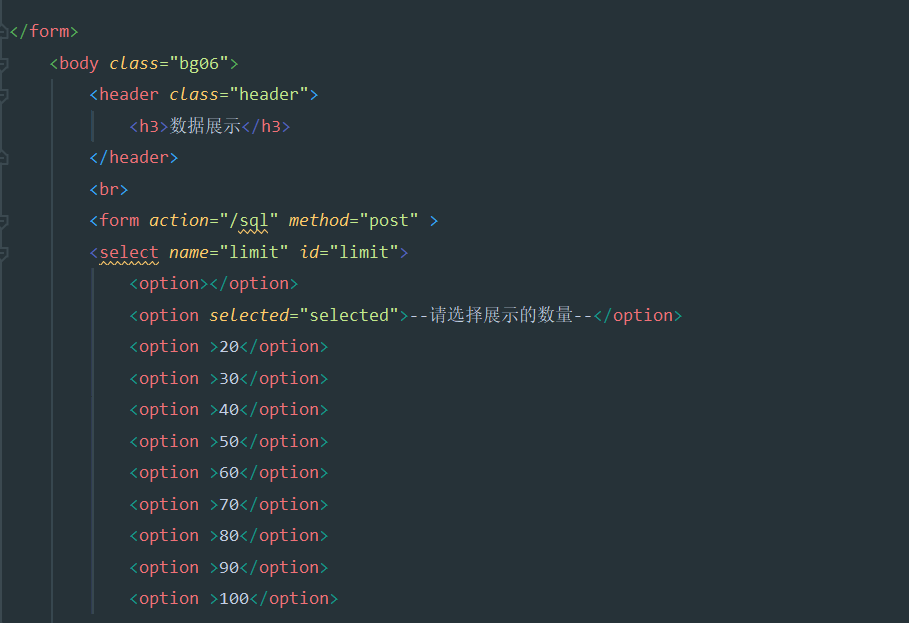 </form>
<body class="bg06">
<header class="header">
<h3>数据展示</h3>
</header>
<br>
<form action="/sql" method="post" >
<select name="limit" id="limit">
<option></option>
<option selected="selected">--请选择展示的数量--</option>
<option >20</option>
<option >30</option>
<option >40</option>
<option >50</option>
<option >60</option>
<option >70</option>
<option >80</option>
<option >90</option>
<option >100</option>